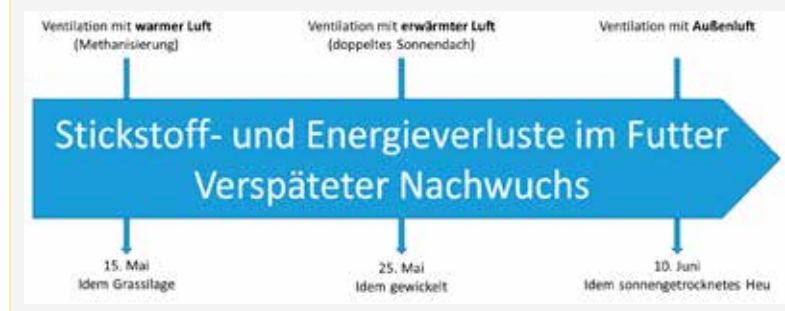 Ventilation mit warmer Luft
(Methanisierung)
Ventilation mit erwärmter Luft
(doppeltes Sonnendach)
Ventilation mit Außenluft
Stickstoff- und Energieverluste im Futter
Verspäteter Nachwuchs
15. Mai
Idem Grassilage
25. Mai
Idem gewickelt
10. Juni
Idem sonnengetrocknetes Heu